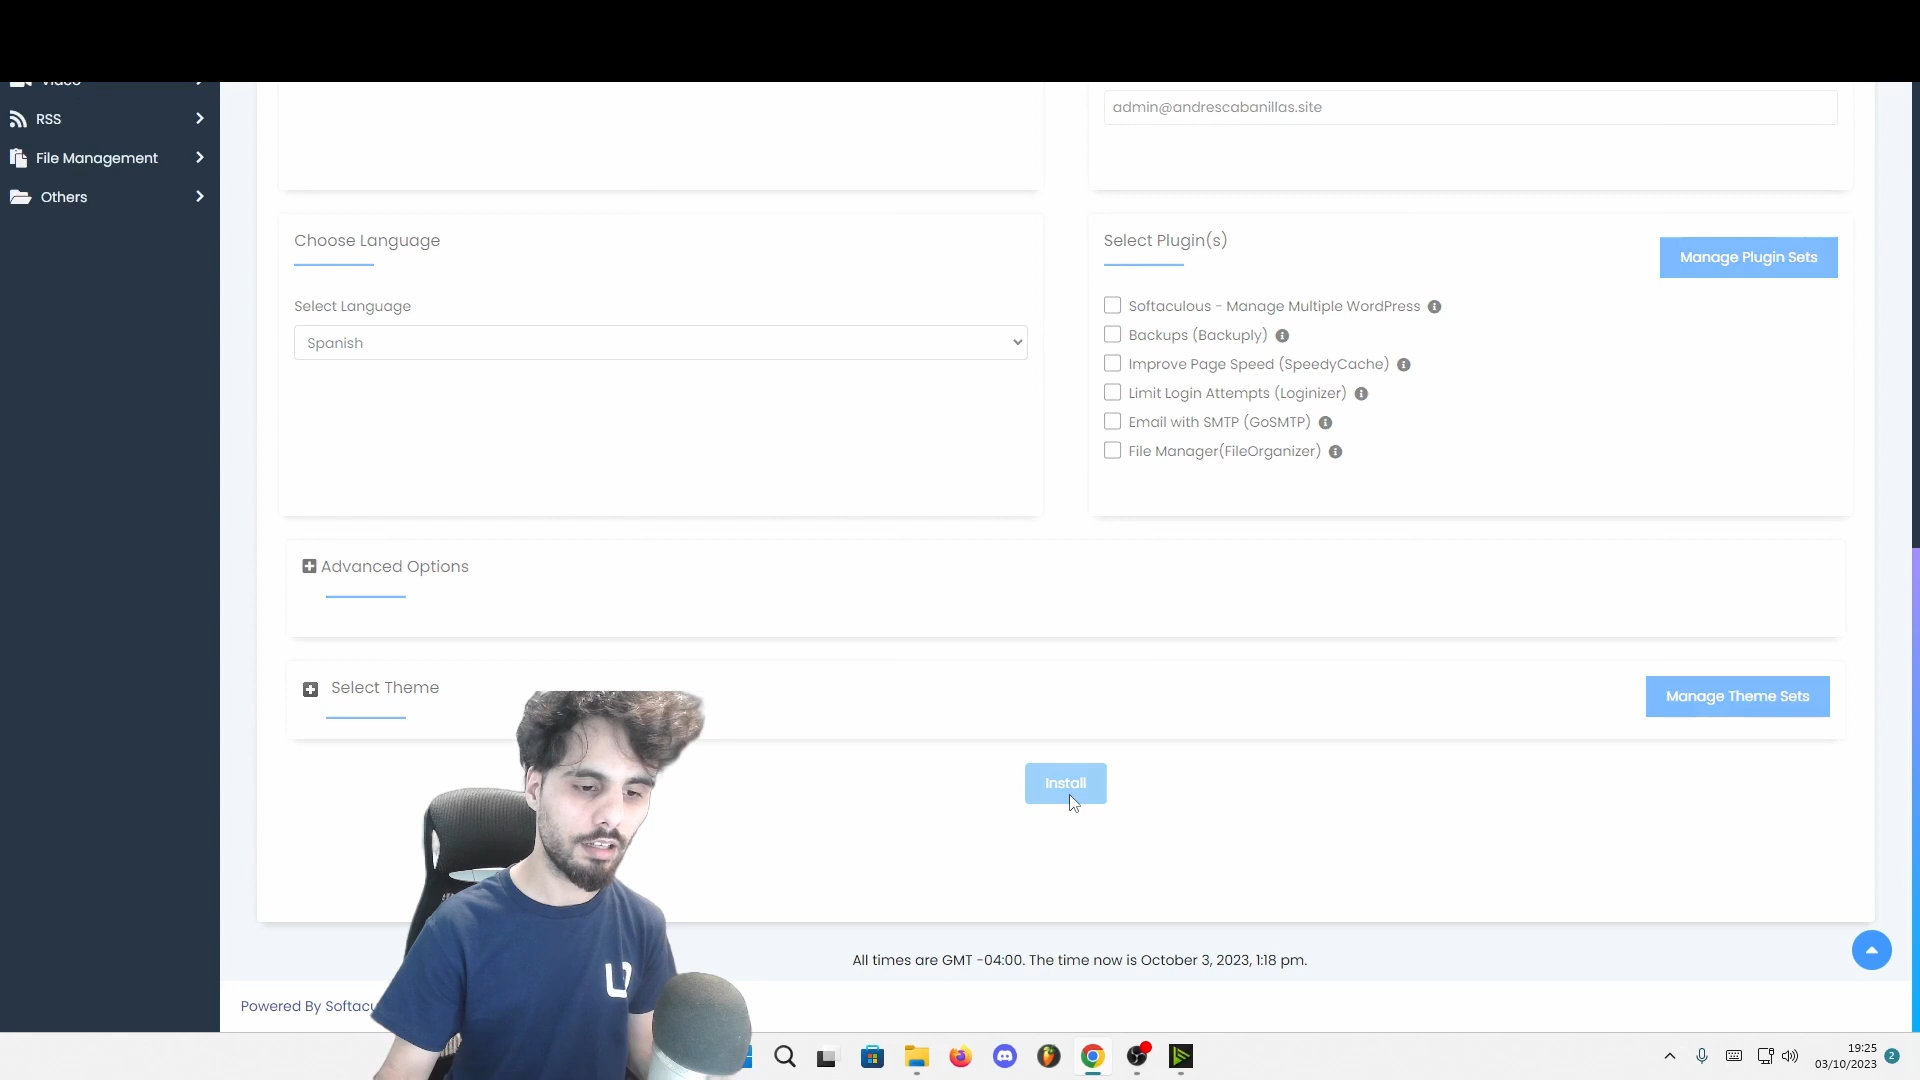 Video
RSS
File Management
Others
admin@andrescabanillas.site
Choose Language
Select Language
Spanish
Select Plugin(s)
Manage Plugin Sets
Softaculous - Manage Multiple WordPress
Backups (Backuply)
Improve Page Speed (SpeedyCache)
Limit Login Attempts (Loginizer)
Email with SMTP (GoSMTP)
File Manager(FileOrganizer)
Advanced Options
Select Theme
Manage Theme Sets
Install
All times are GMT -04:00. The time now is October 3, 2023, 1:18 pm.
Powered By Softacu
19:25
03/10/2023
2